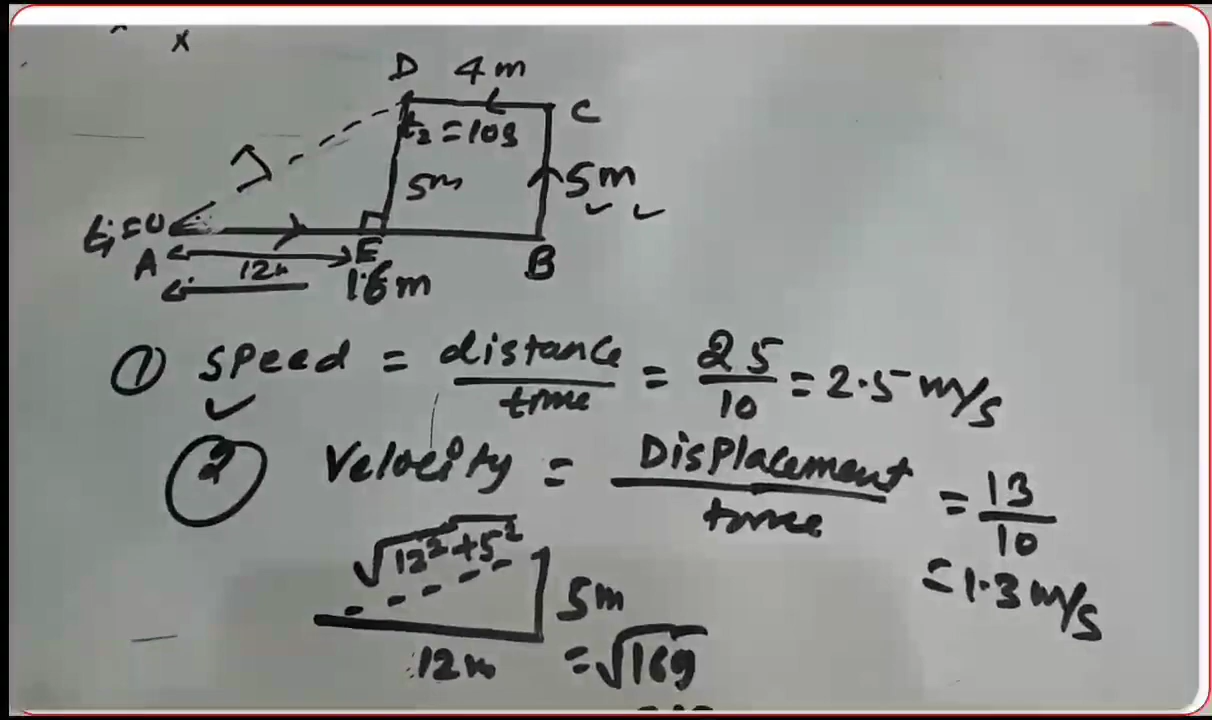 x
D 4m
C
t₂ = 10s
5m
5m
t₁ = 0
A
12m
E
B
16m
① Speed = distance/time = 25/10 = 2.5 m/s
② Velocity = Displacement/time = 13/10
= 1.3 m/s
√12²+5²
5m
12m
= √169